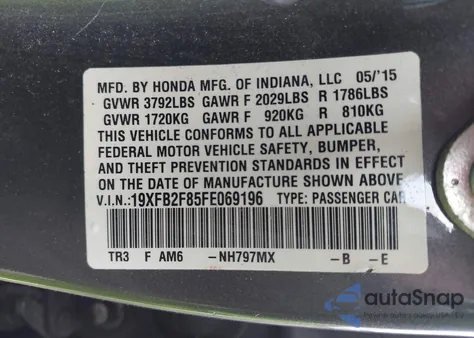 MFD. BY HONDA MFG. OF INDIANA, LLC 05/'15
GVWR 3792LBS GAWR F 2029LBS R 1786LBS
GVWR 1720KG GAWR F 920KG R 810KG
THIS VEHICLE CONFORMS TO ALL APPLICABLE
FEDERAL MOTOR VEHICLE SAFETY, BUMPER,
AND THEFT PREVENTION STANDARDS IN EFFECT
ON THE DATE OF MANUFACTURE SHOWN ABOVE.
V.I.N.:19XFB2F85FE069196 TYPE: PASSENGER CAR
TR3 F AM6 -NH797MX -B -E
autoSnap